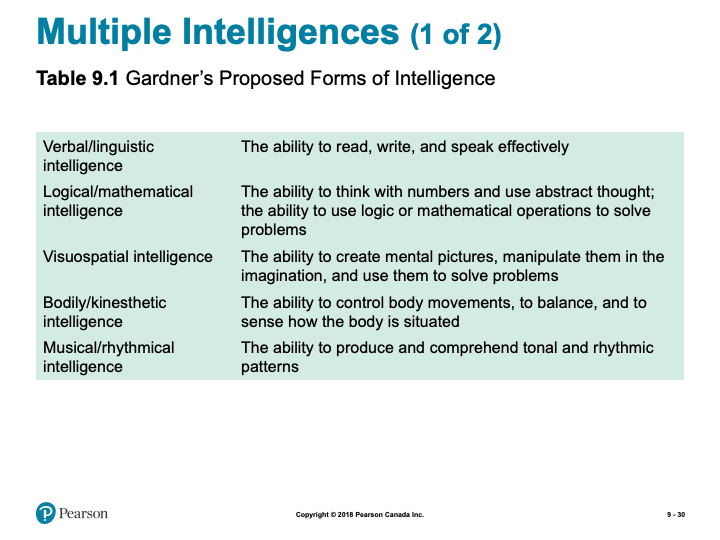 Multiple Intelligences (1 of 2)
Table 9.1 Gardner’s Proposed Forms of Intelligence
Verbal/linguistic
intelligence
The ability to read, write, and speak effectively
Logical/mathematical
intelligence
The ability to think with numbers and use abstract thought;
the ability to use logic or mathematical operations to solve
problems
Visuospatial intelligence
The ability to create mental pictures, manipulate them in the
imagination, and use them to solve problems
Bodily/kinesthetic
intelligence
The ability to control body movements, to balance, and to
sense how the body is situated
Musical/rhythmical
intelligence
The ability to produce and comprehend tonal and rhythmic
patterns
P Pearson
Copyright © 2018 Pearson Canada Inc.
9 - 30